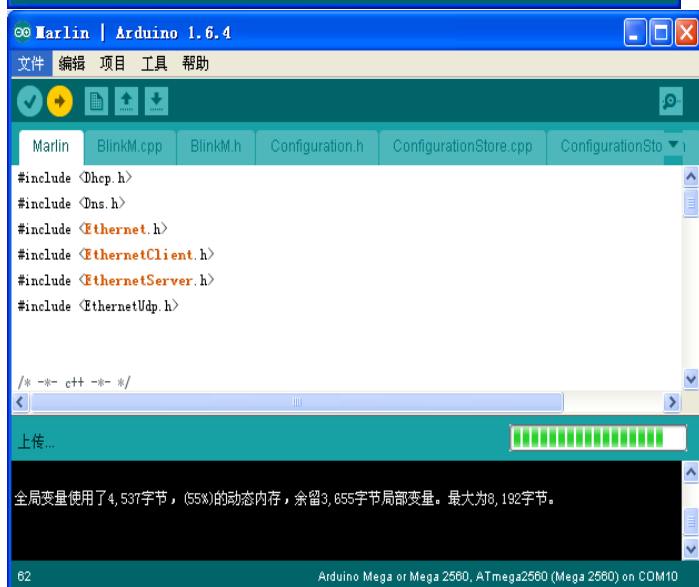 Marlin | Arduino 1.6.4
文件 编辑 项目 工具 帮助
Marlin BlinkM.cpp BlinkM.h Configuration.h ConfigurationStore.cpp ConfigurationSto
#include <Dhcp.h>
#include <Dns.h>
#include <Ethernet.h>
#include <EthernetClient.h>
#include <EthernetServer.h>
#include <EthernetUdp.h>
/* -*- c++ -*- */
上传...
全局变量使用了4,537字节，(55%)的动态内存，余留3,655字节局部变量。最大为8,192字节。
62 Arduino Mega or Mega 2560, ATmega2560 (Mega 2560) on COM10